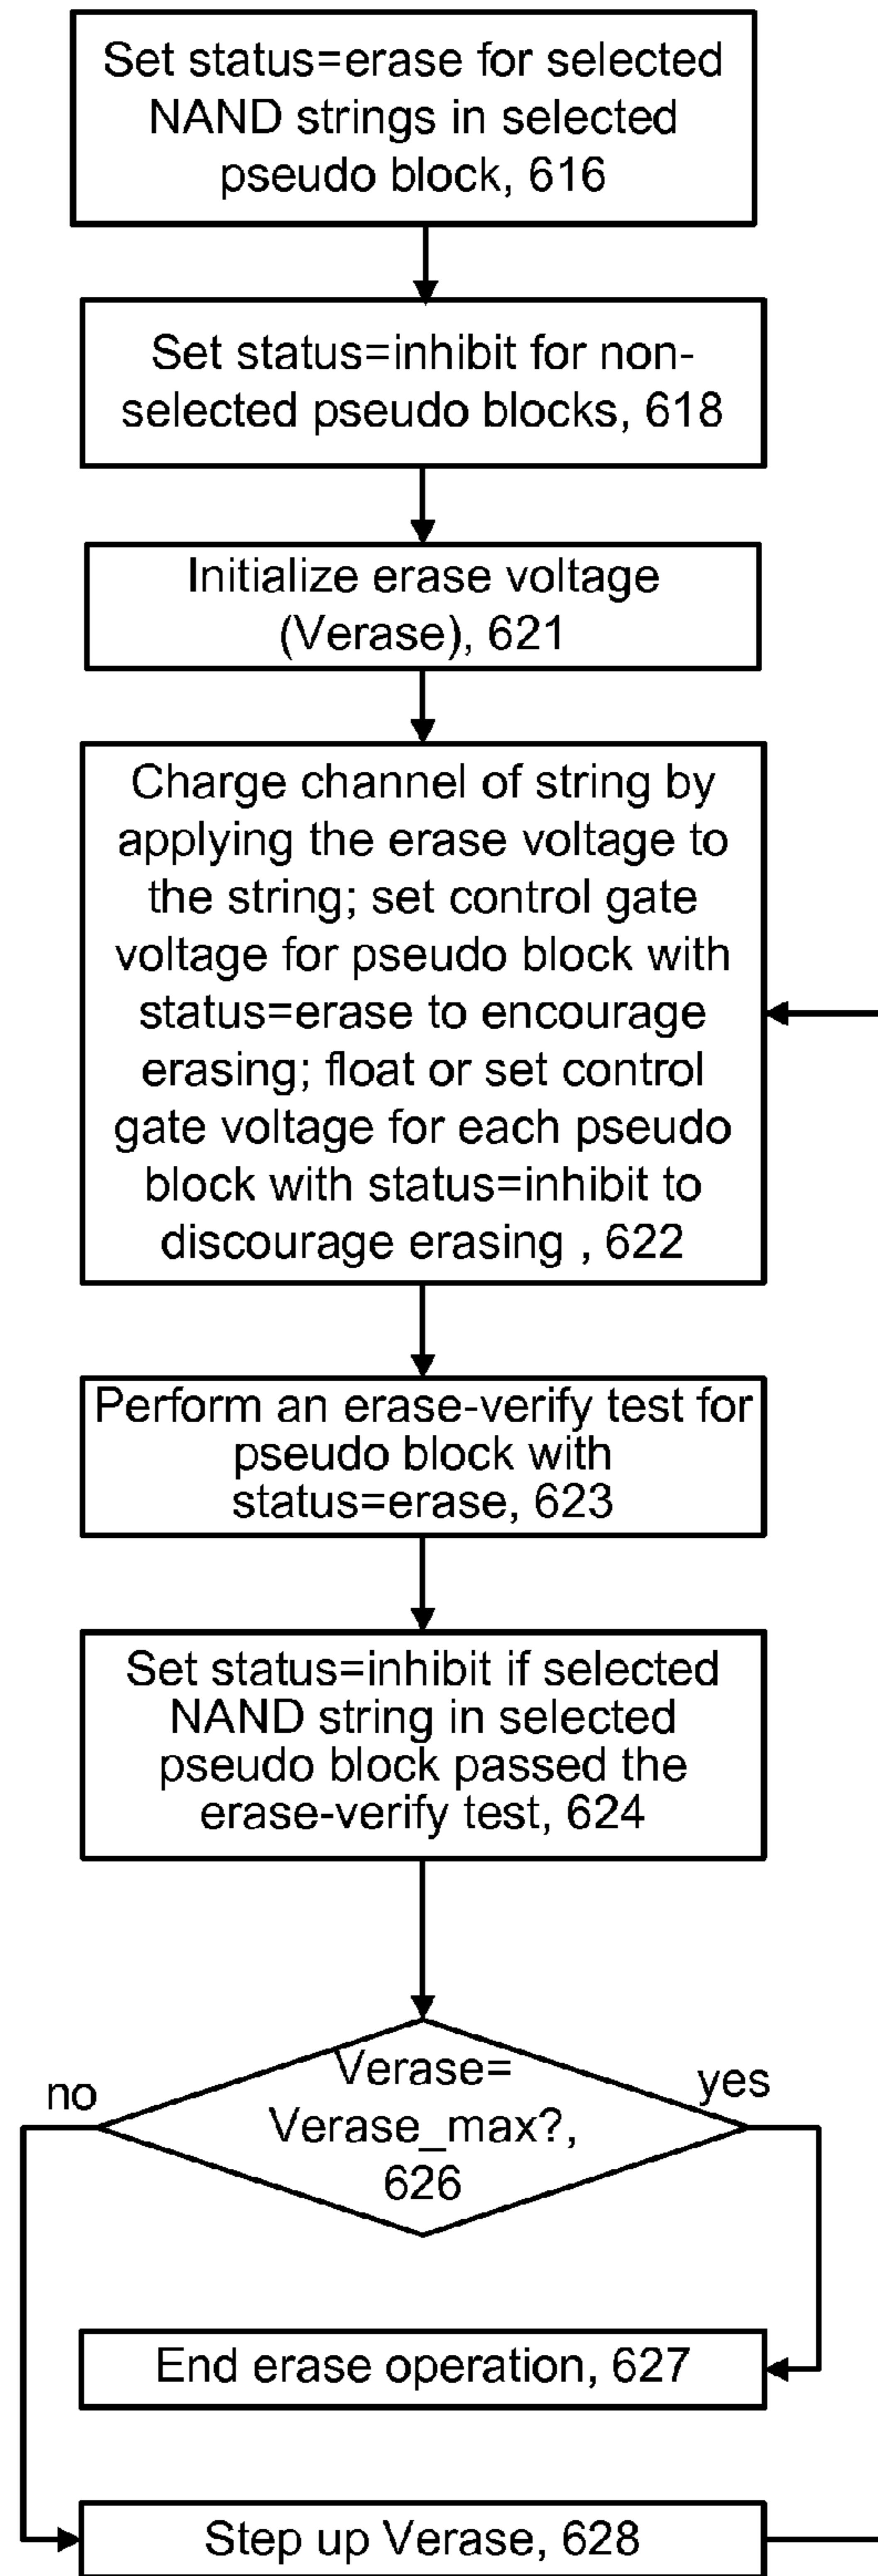 Set status=erase for selected
NAND strings in selected
pseudo block, 616
Set status=inhibit for non-
selected pseudo blocks, 618
Initialize erase voltage
(Verase), 621
Charge channel of string by
applying the erase voltage to
the string; set control gate
voltage for pseudo block with
status=erase to encourage
erasing; float or set control
gate voltage for each pseudo
block with status=inhibit to
discourage erasing , 622
Perform an erase-verify test for
pseudo block with
status=erase, 623
Set status=inhibit if selected
NAND string in selected
pseudo block passed the
erase-verify test, 624
no
Verase=
Verase_max?,
626
yes
End erase operation, 627
Step up Verase, 628